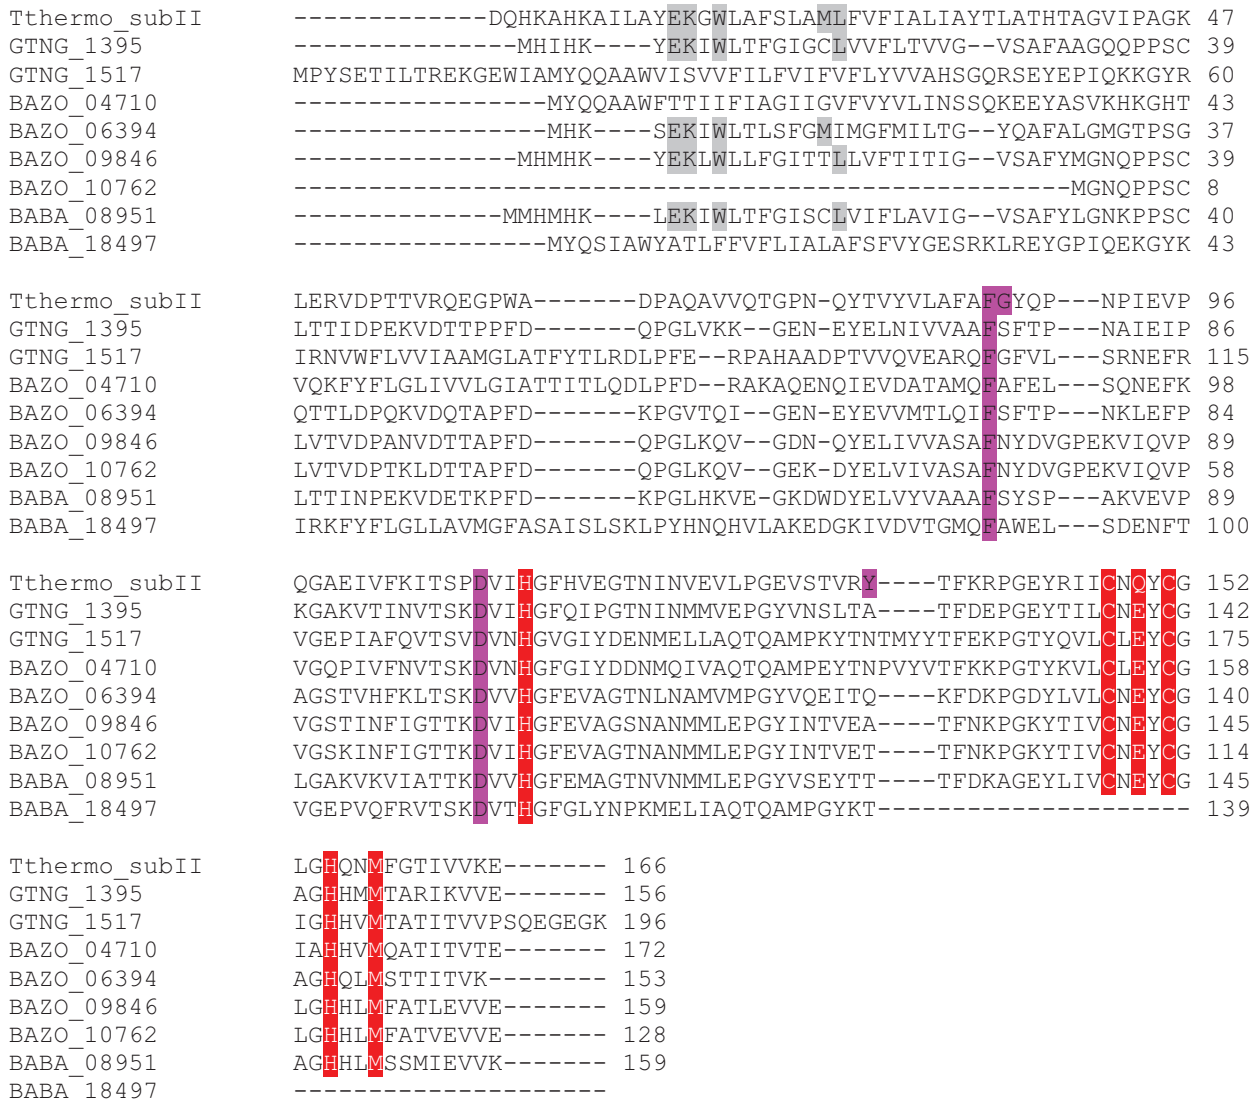 Tthermo_subII -------------DQHKAHKAILAYEKGWLAFSLAMLFVFIALIAYTLATHTAGVIPAGK 47
GTNG_1395 ---------------MHIHK----YEKIWLTFGIGCLVVFLTVVG--VSAFAAGQQPPSC 39
GTNG_1517 MPYSETILTREKGEWIAMYQQAAWVISVVFILFVIFVFLYVVAHSGQRSEYEPIQKKGYR 60
BAZO_04710 -----------------MYQQAAWFTTIIFIAGIIGVFVYVLINSSQKEEYASVKHKGHT 43
BAZO_06394 -----------------MHK----SEKIWLTLSFGMIMGFMILTG--YQAFALGMGTPSG 37
BAZO_09846 ---------------MHMHK----YEKLWLLFGITTLLVFTITIG--VSAFYMGNQPPSC 39
BAZO_10762 ----------------------------------------------------MGNQPPSC 8
BABA_08951 --------------MMHMHK----LEKIWLTFGISCLVIFLAVIG--VSAFYLGNKPPSC 40
BABA_18497 -----------------MYQSIAWYATLFFVFLIALAFSFVYGESRKLREYGPIQEKGYK 43
Tthermo_subII LERVDPTTVRQEGPWA-------DPAQAVVQTGPN-QYTVYVLAFAFGYQP---NPIEVP 96
GTNG_1395 LTTIDPEKVDTTPPFD-------QPGLVKK--GEN-EYELNIVVAAFSFTP---NAIEIP 86
GTNG_1517 IRNVWFLVVIAAMGLATFYTLRDLPFE--RPAHAADPTVVQVEARQFGFVL---SRNEFR 115
BAZO_04710 VQKFYFLGLIVVLGIATTITLQDLPFD--RAKAQENQIEVDATAMQFAFEL---SQNEFK 98
BAZO_06394 QTTLDPQKVDQTAPFD-------KPGVTQI--GEN-EYEVVMTLQIFSFTP---NKLEFP 84
BAZO_09846 LVTVDPANVDTTAPFD-------QPGLKQV--GDN-QYELIVVASAFNYDVGPEKVIQVP 89
BAZO_10762 LVTVDPTKLDTTAPFD-------QPGLKQV--GEK-DYELVIVASAFNYDVGPEKVIQVP 58
BABA_08951 LTTINPEKVDETKPFD-------KPGLHKVE-GKDWDYELVYVAAAFSYSP---AKVEVP 89
BABA_18497 IRKFYFLGLLAVMGFASAISLSKLPYHNQHVLAKEDGKIVDVTGMQFAWEL---SDENFT 100
Tthermo_subII QGAEIVFKITSPDVIHGFHVEGTNINVEVLPGEVSTVRY----TFKRPGEYRIICNQYCG 152
GTNG_1395 KGAKVTINVTSKDVIHGFQIPGTNINMMVEPGYVNSLTA----TFDEPGEYTILCNEYCG 142
GTNG_1517 VGEPIAFQVTSVDVNHGVGIYDENMELLAQTQAMPKYTNTMYYTFEKPGTYQVLCLEYCG 175
BAZO_04710 VGQPIVFNVTSKDVNHGFGIYDDNMQIVAQTQAMPEYTNPVYVTFKKPGTYKVLCLEYCG 158
BAZO_06394 AGSTVHFKLTSKDVVHGFEVAGTNLNAMVMPGYVQEITQ----KFDKPGDYLVLCNEYCG 140
BAZO_09846 VGSTINFIGTTKDVIHGFEVAGSNANMMLEPGYINTVEA----TFNKPGKYTIVCNEYCG 145
BAZO_10762 VGSKINFIGTTKDVIHGFEVAGTNANMMLEPGYINTVET----TFNKPGKYTIVCNEYCG 114
BABA_08951 LGAKVKVIATTKDVVHGFEMAGTNVNMMLEPGYVSEYTT----TFDKAGEYLIVCNEYCG 145
BABA_18497 VGEPVQFRVTSKDVTHGFGLYNPKMELIAQTQAMPGYKT--------------------- 139
Tthermo_subII LGHQNMFGTIVVKE------- 166
GTNG_1395 AGHHMMTARIKVVE------- 156
GTNG_1517 IGHHVMTATITVVPSQEGEGK 196
BAZO_04710 IAHHVMQATITVTE------- 172
BAZO_06394 AGHQLMSTTITVK-------- 153
BAZO_09846 LGHHLMFATLEVVE------- 159
BAZO_10762 LGHHLMFATVEVVE------- 128
BABA_08951 AGHHLMSSMIEVVK------- 159
BABA_18497 ---------------------